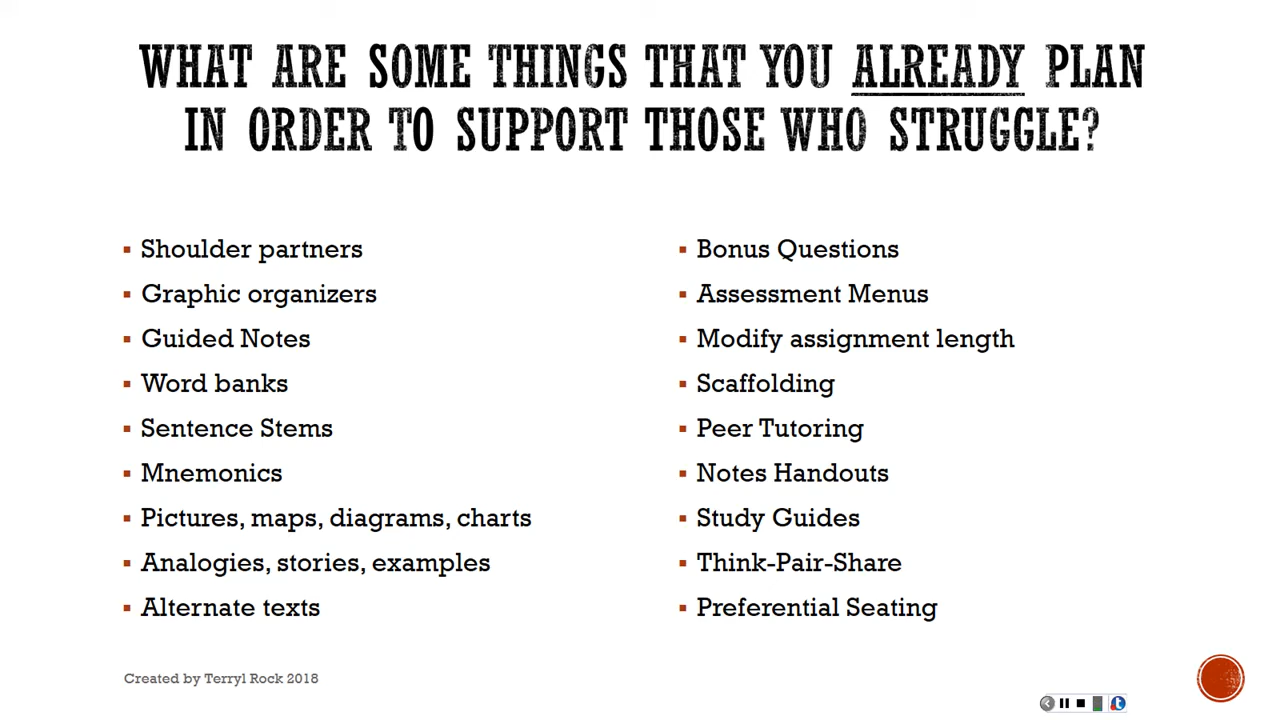 WHAT ARE SOME THINGS THAT YOU ALREADY PLAN
IN ORDER TO SUPPORT THOSE WHO STRUGGLE?
▪ Shoulder partners
▪ Graphic organizers
▪ Guided Notes
▪ Word banks
▪ Sentence Stems
▪ Mnemonics
▪ Pictures, maps, diagrams, charts
▪ Analogies, stories, examples
▪ Alternate texts
▪ Bonus Questions
▪ Assessment Menus
▪ Modify assignment length
▪ Scaffolding
▪ Peer Tutoring
▪ Notes Handouts
▪ Study Guides
▪ Think-Pair-Share
▪ Preferential Seating
Created by Terryl Rock 2018